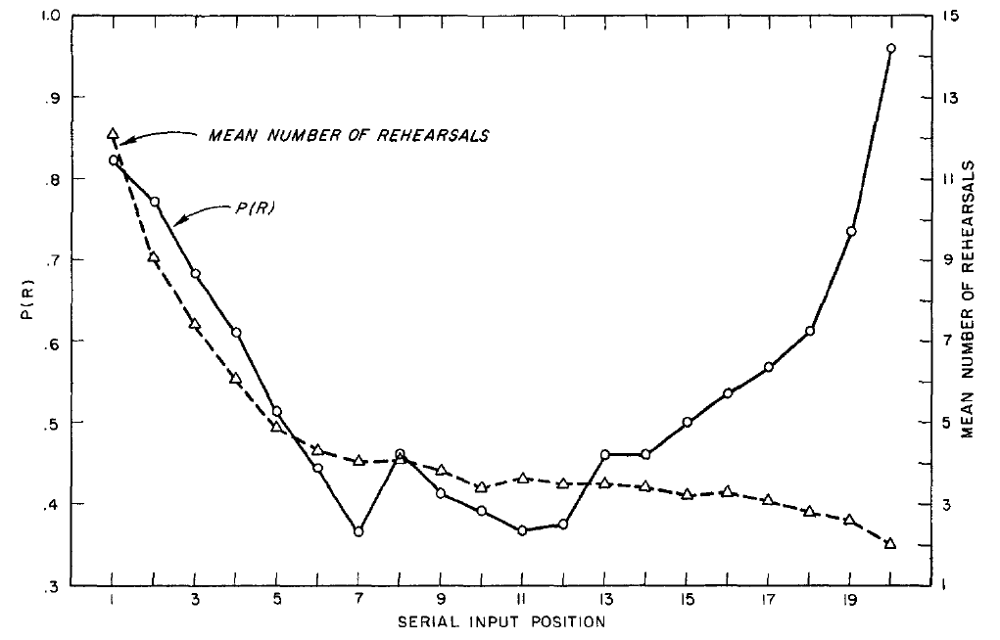 1.0
.9
.8
.7
.6
.5
.4
.3
P(R)
MEAN NUMBER OF REHEARSALS
P(R)
15
13
11
9
7
5
3
1
MEAN NUMBER OF REHEARSALS
1 3 5 7 9 11 13 15 17 19
SERIAL INPUT POSITION